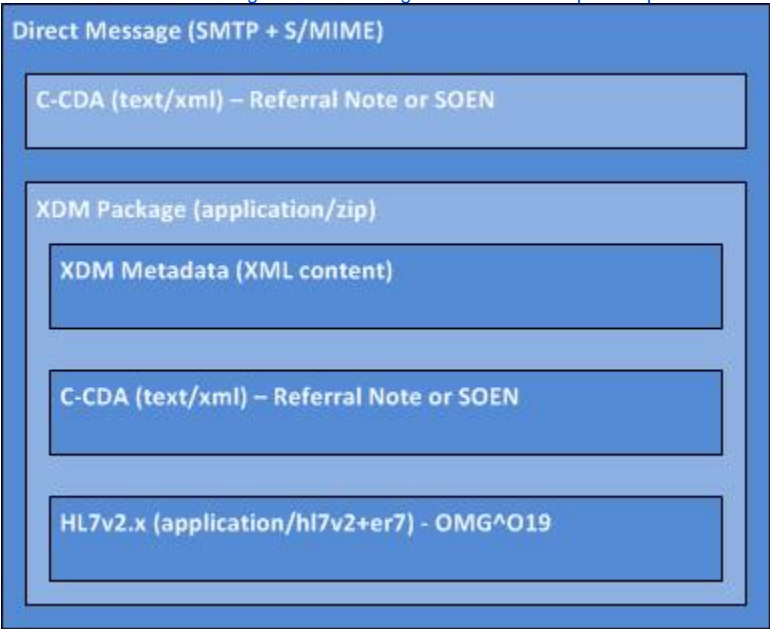 Direct Message (SMTP + S/MIME)
C-CDA (text/xml) – Referral Note or SOEN
XDM Package (application/zip)
XDM Metadata (XML content)
C-CDA (text/xml) – Referral Note or SOEN
HL7v2.x (application/hl7v2+er7) - OMG^O19